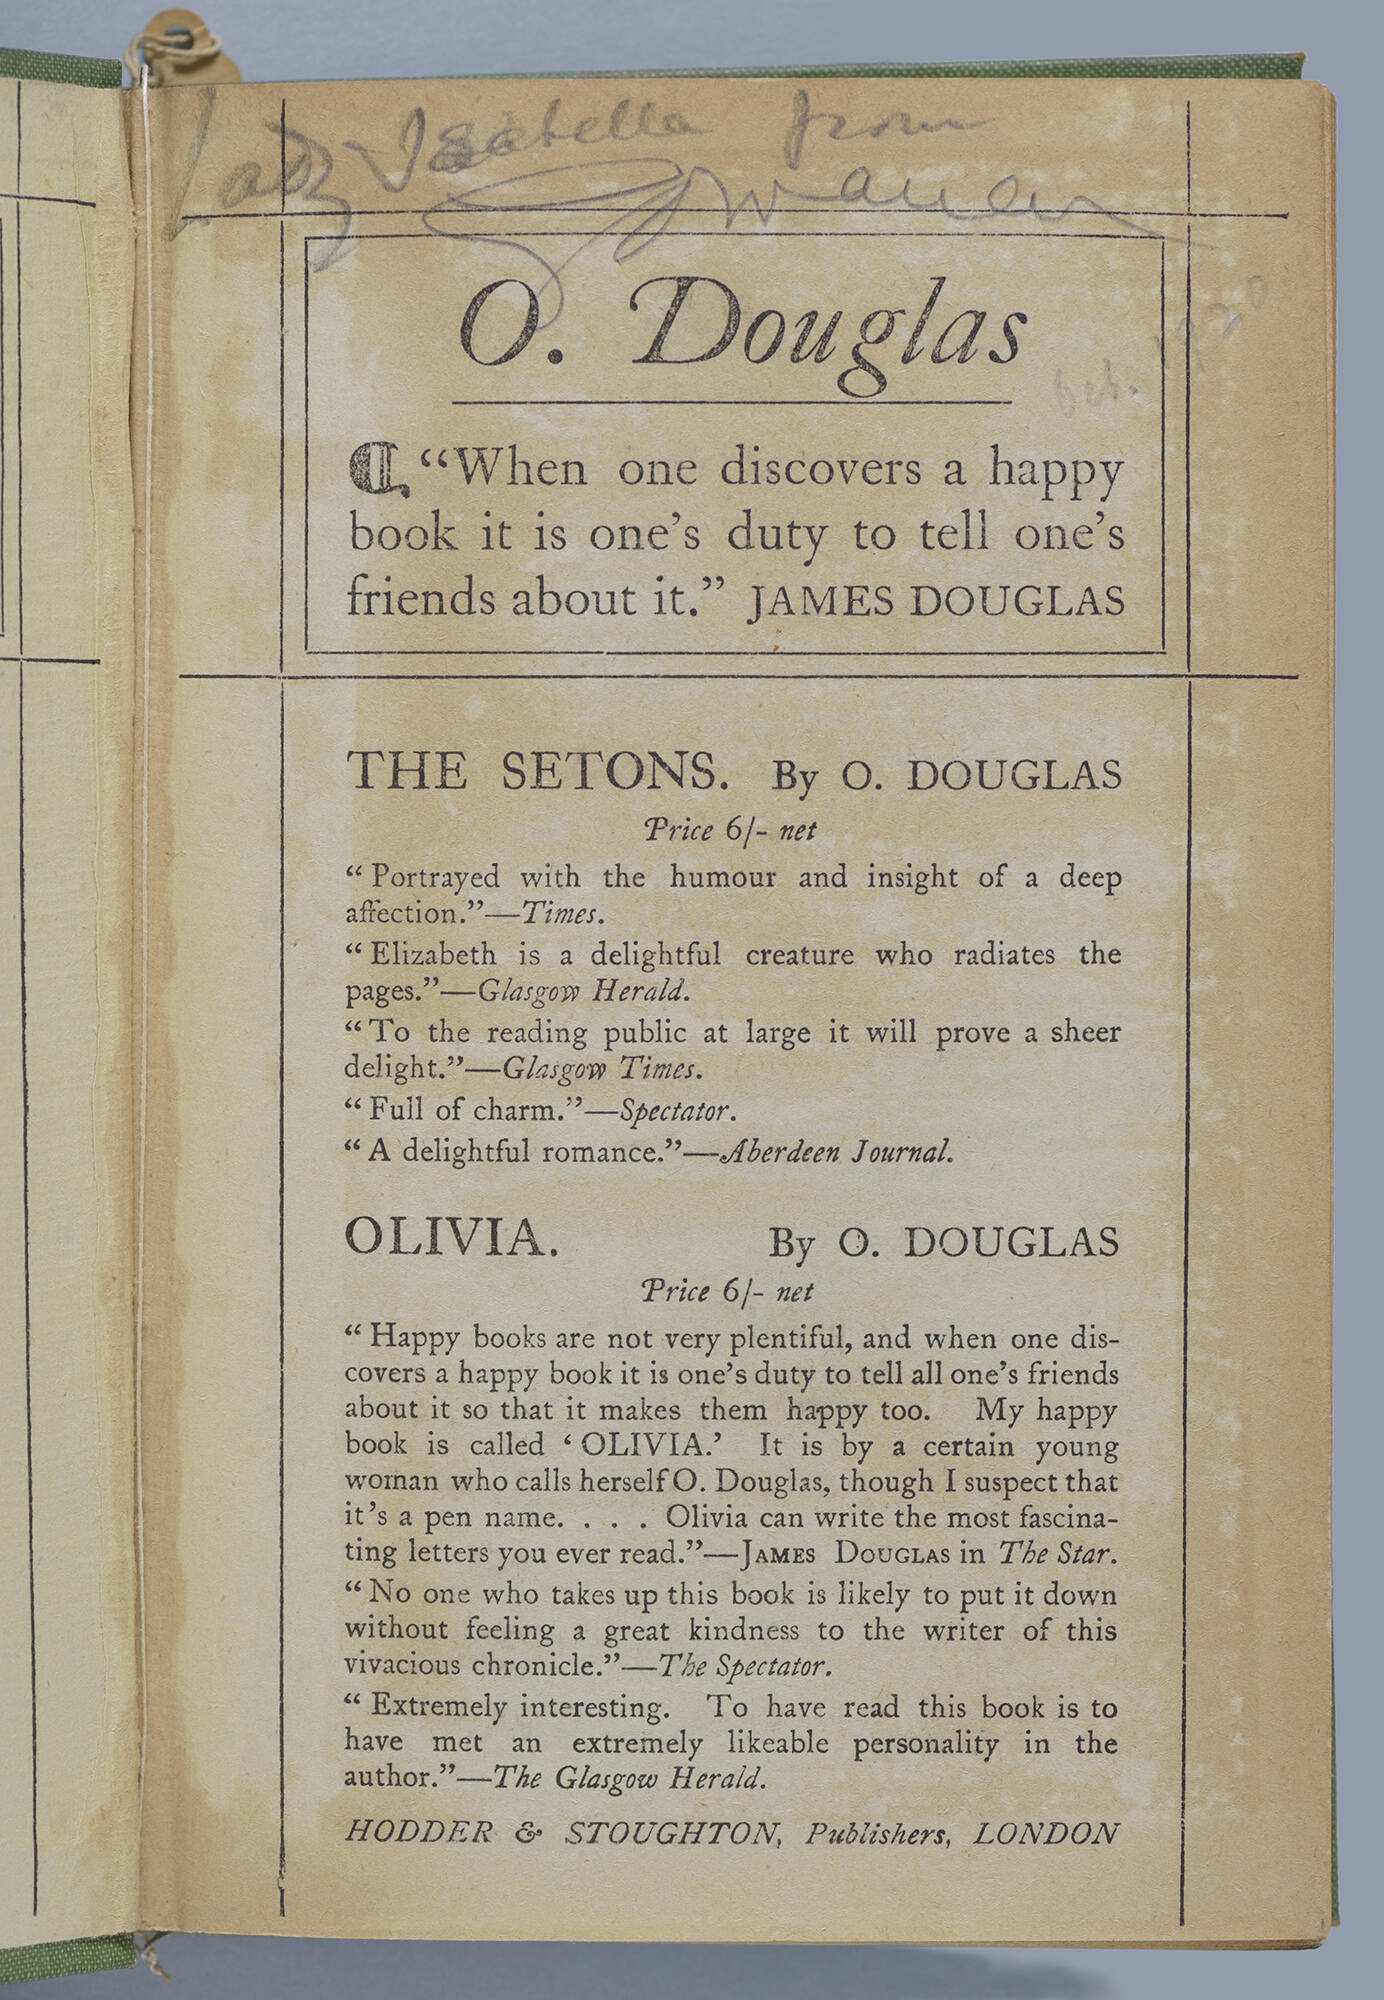 Lady Isabella from
O. Douglas
“When one discovers a happy
book it is one’s duty to tell one’s
friends about it.” JAMES DOUGLAS
THE SETONS. By O. DOUGLAS
Price 6/- net
“Portrayed with the humour and insight of a deep
affection.”—Times.
“Elizabeth is a delightful creature who radiates the
pages.”—Glasgow Herald.
“To the reading public at large it will prove a sheer
delight.”—Glasgow Times.
“Full of charm.”—Spectator.
“A delightful romance.”—Aberdeen Journal.
OLIVIA. By O. DOUGLAS
Price 6/- net
“Happy books are not very plentiful, and when one dis-
covers a happy book it is one’s duty to tell all one’s friends
about it so that it makes them happy too. My happy
book is called ‘OLIVIA.’ It is by a certain young
woman who calls herself O. Douglas, though I suspect that
it’s a pen name. . . . Olivia can write the most fascina-
ting letters you ever read.”—JAMES DOUGLAS in The Star.
“No one who takes up this book is likely to put it down
without feeling a great kindness to the writer of this
vivacious chronicle.”—The Spectator.
“Extremely interesting. To have read this book is to
have met an extremely likeable personality in the
author.”—The Glasgow Herald.
HODDER & STOUGHTON, Publishers, LONDON